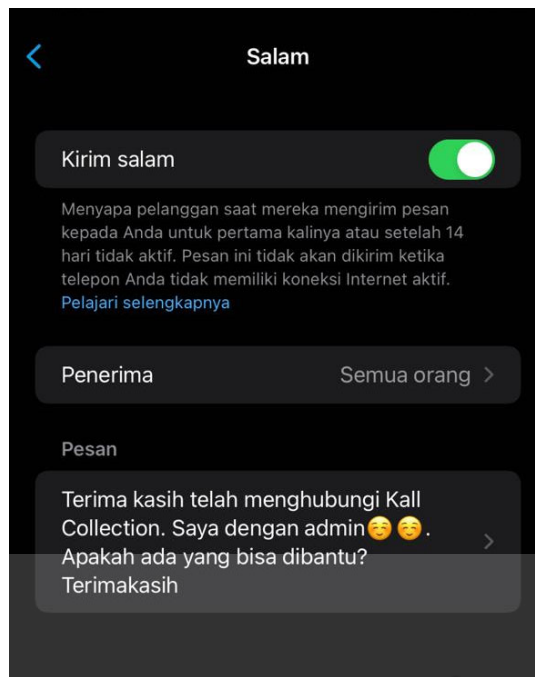 Salam
Kirim salam
Menyapa pelanggan saat mereka mengirim pesan
kepada Anda untuk pertama kalinya atau setelah 14
hari tidak aktif. Pesan ini tidak akan dikirim ketika
telepon Anda tidak memiliki koneksi Internet aktif.
Pelajari selengkapnya
Penerima Semua orang
Pesan
Terima kasih telah menghubungi Kall
Collection. Saya dengan admin☺️☺️.
Apakah ada yang bisa dibantu?
Terimakasih